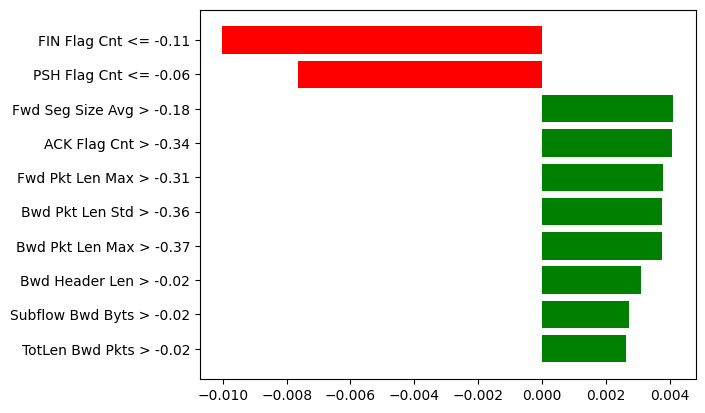 FIN Flag Cnt <= -0.11
PSH Flag Cnt <= -0.06
Fwd Seg Size Avg > -0.18
ACK Flag Cnt > -0.34
Fwd Pkt Len Max > -0.31
Bwd Pkt Len Std > -0.36
Bwd Pkt Len Max > -0.37
Bwd Header Len > -0.02
Subflow Bwd Byts > -0.02
TotLen Bwd Pkts > -0.02
−0.010 −0.008 −0.006 −0.004 −0.002 0.000 0.002 0.004